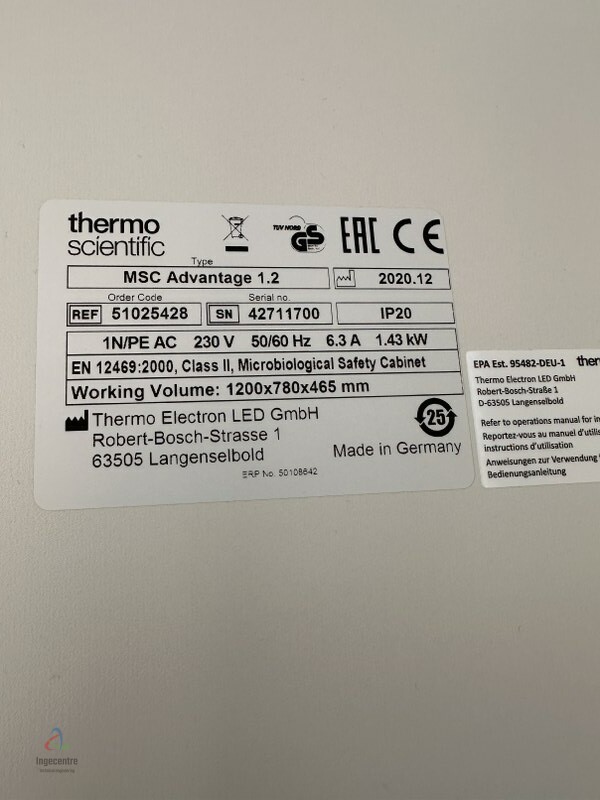 thermo
scientific
TÜV NORD
GS
EAC CE
Type
MSC Advantage 1.2
2020.12
Order Code
Serial no.
REF 51025428
SN 42711700
IP20
1N/PE AC 230 V 50/60 Hz 6.3 A 1.43 kW
EN 12469:2000, Class II, Microbiological Safety Cabinet
Working Volume: 1200x780x465 mm
Thermo Electron LED GmbH
Robert-Bosch-Strasse 1
63505 Langenselbold
25
Made in Germany
ERP No. 50108642
EPA Est. 95482-DEU-1
Thermo Electron LED GmbH
Robert-Bosch-Straße 1
D-63505 Langenselbold
Refer to operations manual for
Reportez-vous au manuel
instructions d'utilisation
Anweisungen zur Verwendung
Bedienungsanleitung
Ingecentre